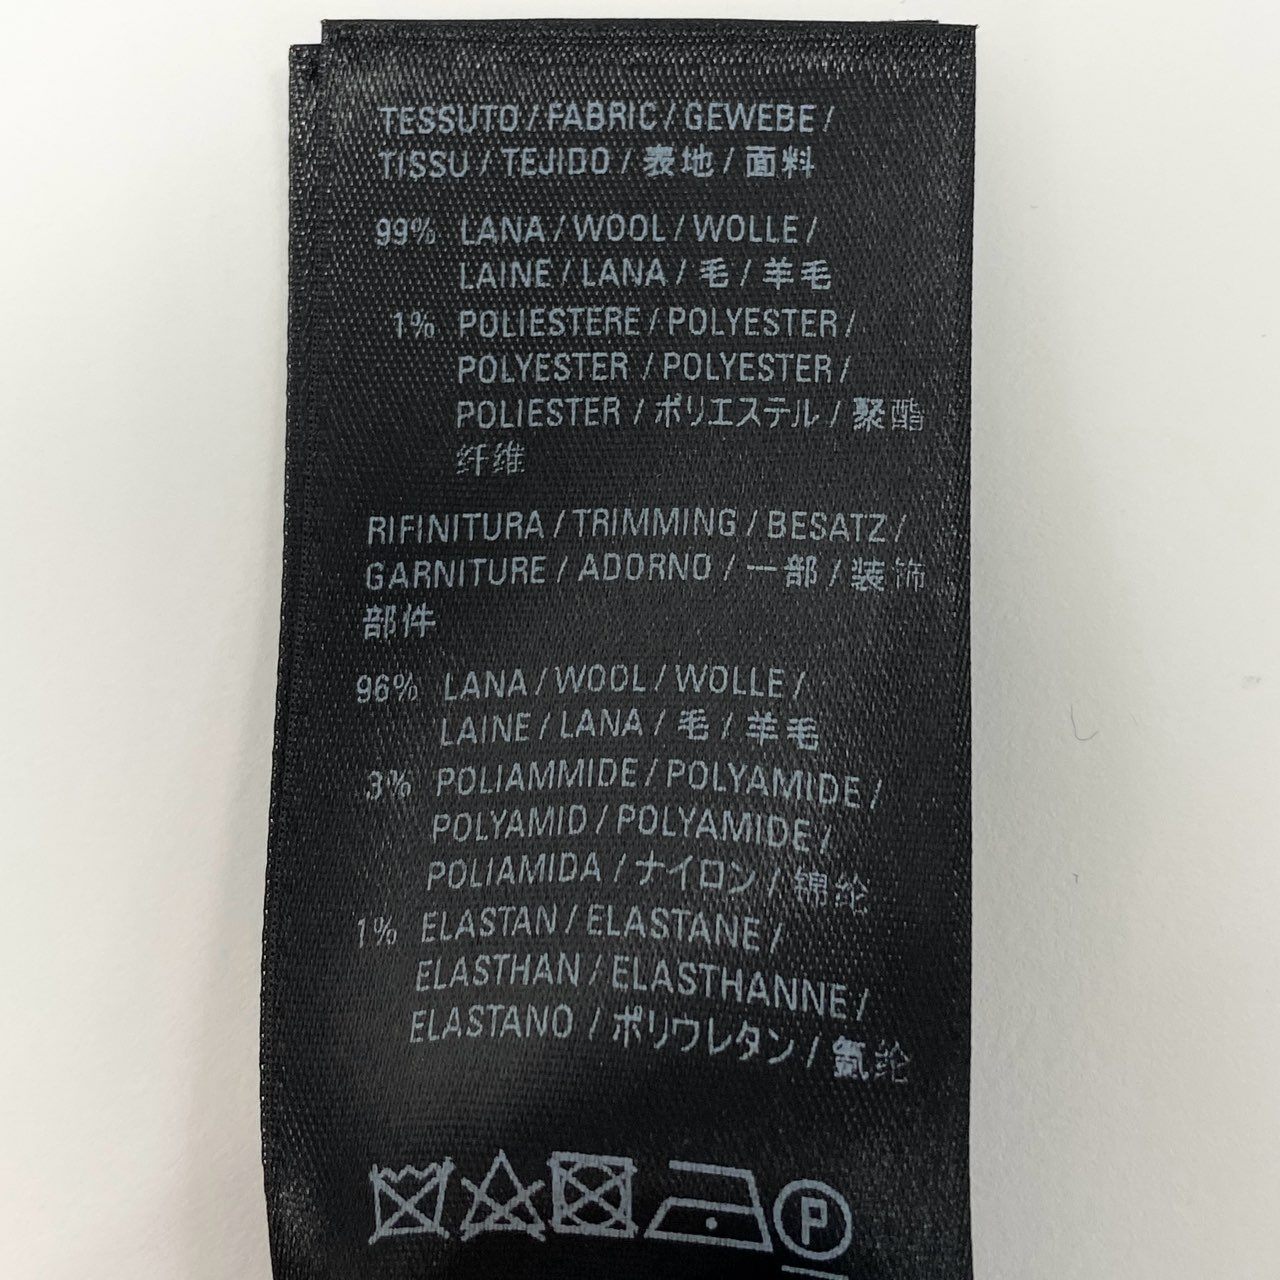 TESSUTO / FABRIC / GEWEBE /
TISSU / TEJIDO / 表地 / 面料
99% LANA / WOOL / WOLLE /
LAINE / LANA / 毛 / 羊毛
1% POLIESTERE / POLYESTER /
POLYESTER / POLYESTER /
POLIESTER / ポリエステル / 聚酯
纤维
RIFINITURA / TRIMMING / BESATZ /
GARNITURE / ADORNO / 一部 / 装饰
部件
96% LANA / WOOL / WOLLE /
LAINE / LANA / 毛 / 羊毛
3% POLIAMMIDE / POLYAMIDE /
POLYAMID / POLYAMIDE /
POLIAMIDA / ナイロン / 锦纶
1% ELASTAN / ELASTANE /
ELASTHAN / ELASTHANNE /
ELASTANO / ポリウレタン / 氨纶
P